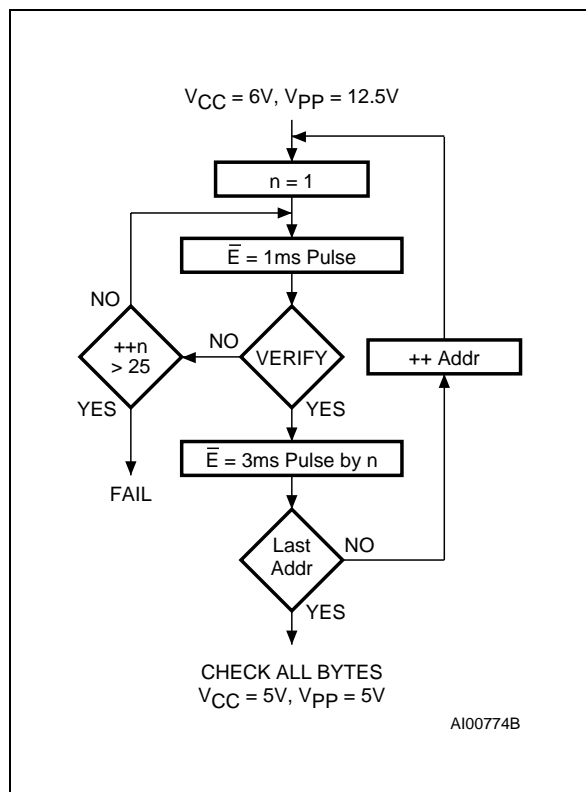 VCC = 6V, VPP = 12.5V
n = 1
E̅ = 1ms Pulse
NO
++n
> 25
NO
VERIFY
++ Addr
YES
YES
E̅ = 3ms Pulse by n
FAIL
Last
Addr
NO
YES
CHECK ALL BYTES
VCC = 5V, VPP = 5V
AI00774B